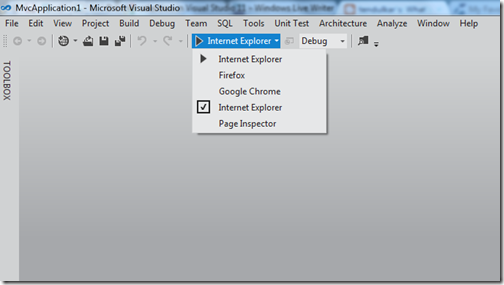 MvcApplication1 - Microsoft Visual Studio
File Edit View Project Build Debug Team SQL Tools Unit Test Architecture Analyze Window Help
Internet Explorer Debug
TOOLBOX
Internet Explorer
Firefox
Google Chrome
Internet Explorer
Page Inspector